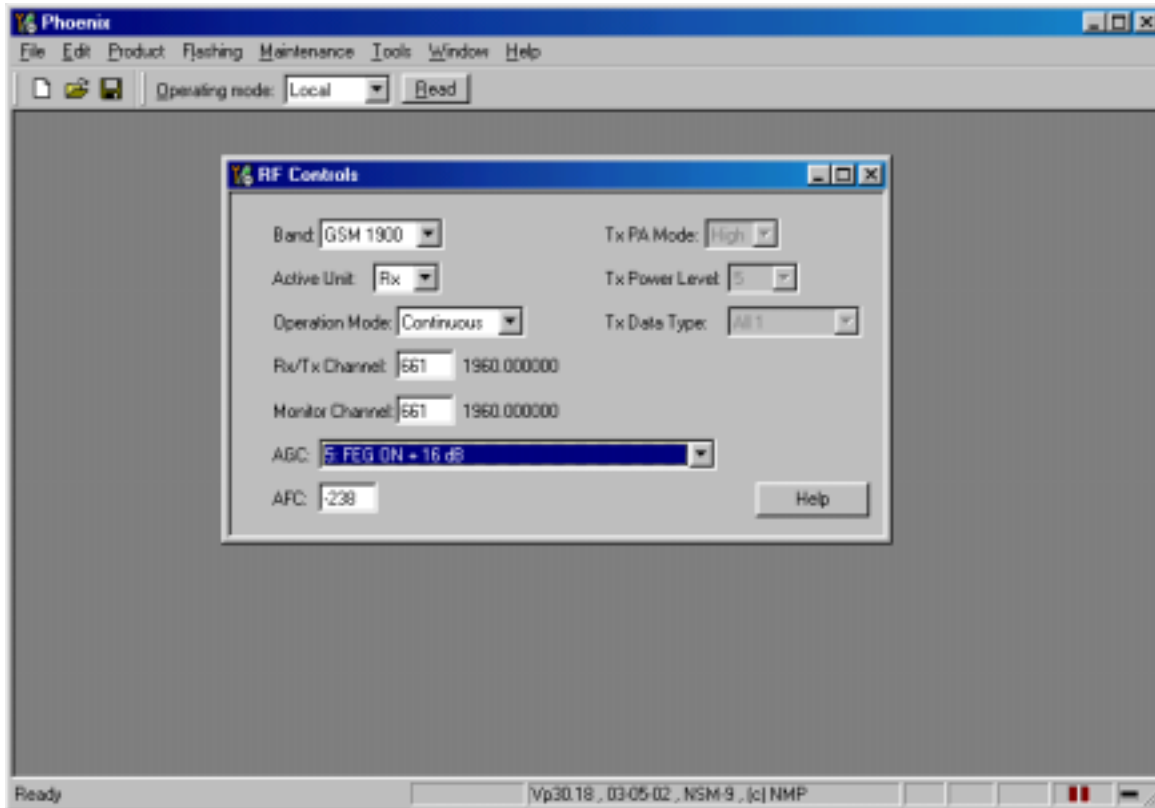 Phoenix
File Edit Product Flashing Maintenance Tools Window Help
Operating mode: Local Read
RF Controls
Band: GSM 1900
Tx PA Mode: High
Active Unit: Rx
Tx Power Level: 5
Operation Mode: Continuous
Tx Data Type: All 1
Rx/Tx Channel: 661 1960.000000
Monitor Channel: 661 1960.000000
AGC: 5: FEG ON + 16 dB
AFC: -238
Help
Ready
Vp30.18 , 03-05-02 , NSM-9 , (c) NMP